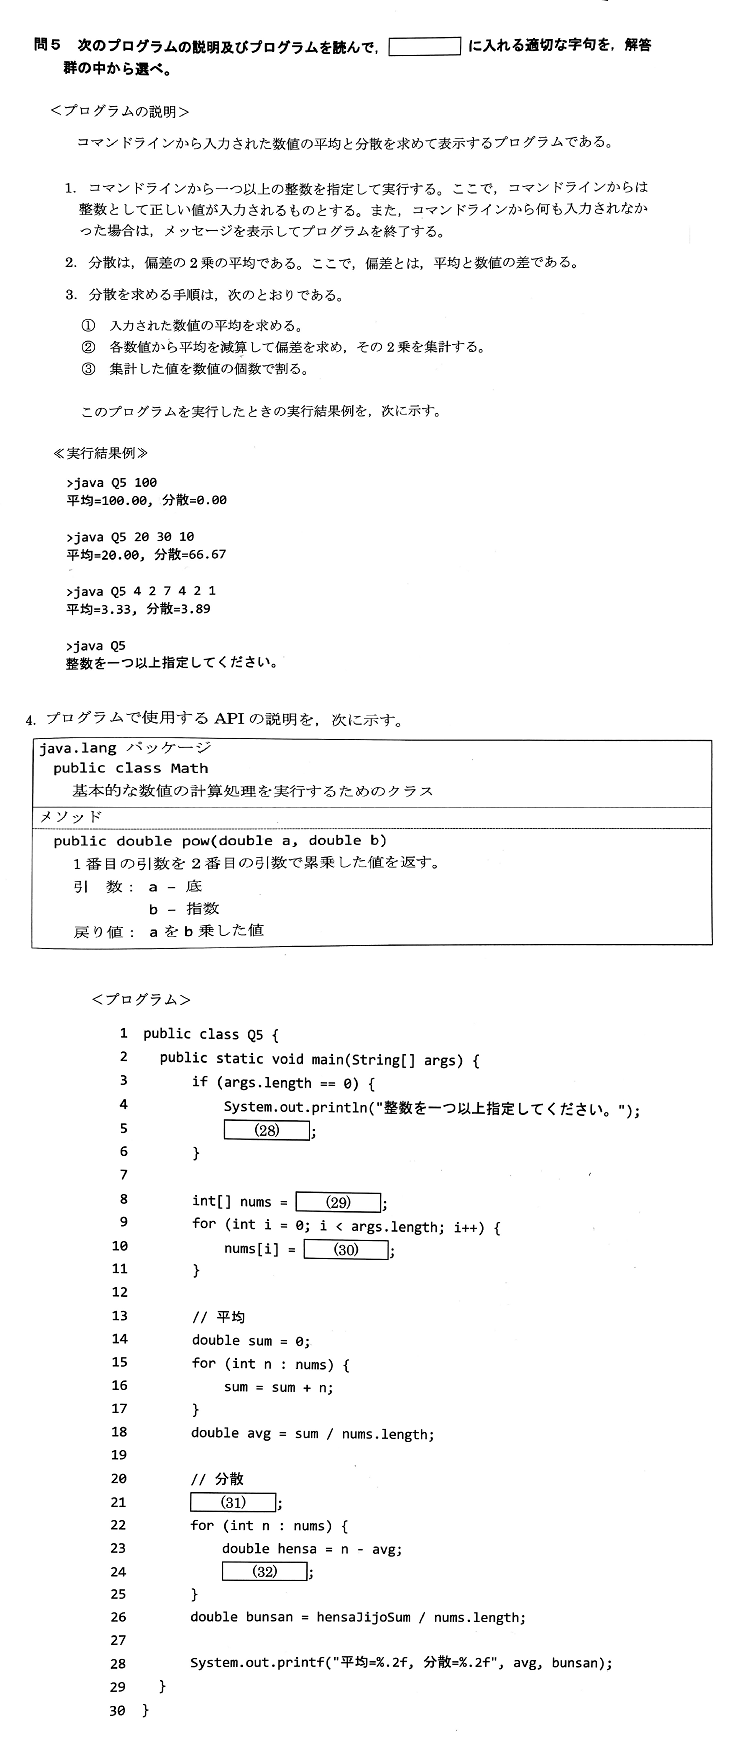 問5 次のプログラムの説明及びプログラムを読んで， に入れる適切な字句を，解答
群の中から選べ。
＜プログラムの説明＞
コマンドラインから入力された数値の平均と分散を求めて表示するプログラムである。
1. コマンドラインから一つ以上の整数を指定して実行する。ここで，コマンドラインからは
整数として正しい値が入力されるものとする。また，コマンドラインから何も入力されなか
った場合は，メッセージを表示してプログラムを終了する。
2. 分散は，偏差の2乗の平均である。ここで，偏差とは，平均と数値の差である。
3. 分散を求める手順は，次のとおりである。
① 入力された数値の平均を求める。
② 各数値から平均を減算して偏差を求め，その2乗を集計する。
③ 集計した値を数値の個数で割る。
このプログラムを実行したときの実行結果例を，次に示す。
≪実行結果例≫
>java Q5 100
平均=100.00, 分散=0.00
>java Q5 20 30 10
平均=20.00, 分散=66.67
>java Q5 4 2 7 4 2 1
平均=3.33, 分散=3.89
>java Q5
整数を一つ以上指定してください。
4. プログラムで使用する API の説明を，次に示す。
java.lang パッケージ
public class Math
基本的な数値の計算処理を実行するためのクラス
メソッド
public double pow(double a, double b)
1番目の引数を2番目の引数で累乗した値を返す。
引　数： a － 底
b － 指数
戻り値： a を b 乗した値
＜プログラム＞
1 public class Q5 {
2 public static void main(String[] args) {
3 if (args.length == 0) {
4 System.out.println("整数を一つ以上指定してください。");
5 (28) ;
6 }
7
8 int[] nums = (29) ;
9 for (int i = 0; i < args.length; i++) {
10 nums[i] = (30) ;
11 }
12
13 // 平均
14 double sum = 0;
15 for (int n : nums) {
16 sum = sum + n;
17 }
18 double avg = sum / nums.length;
19
20 // 分散
21 (31) ;
22 for (int n : nums) {
23 double hensa = n - avg;
24 (32) ;
25 }
26 double bunsan = hensaJijoSum / nums.length;
27
28 System.out.printf("平均=%.2f, 分散=%.2f", avg, bunsan);
29 }
30 }